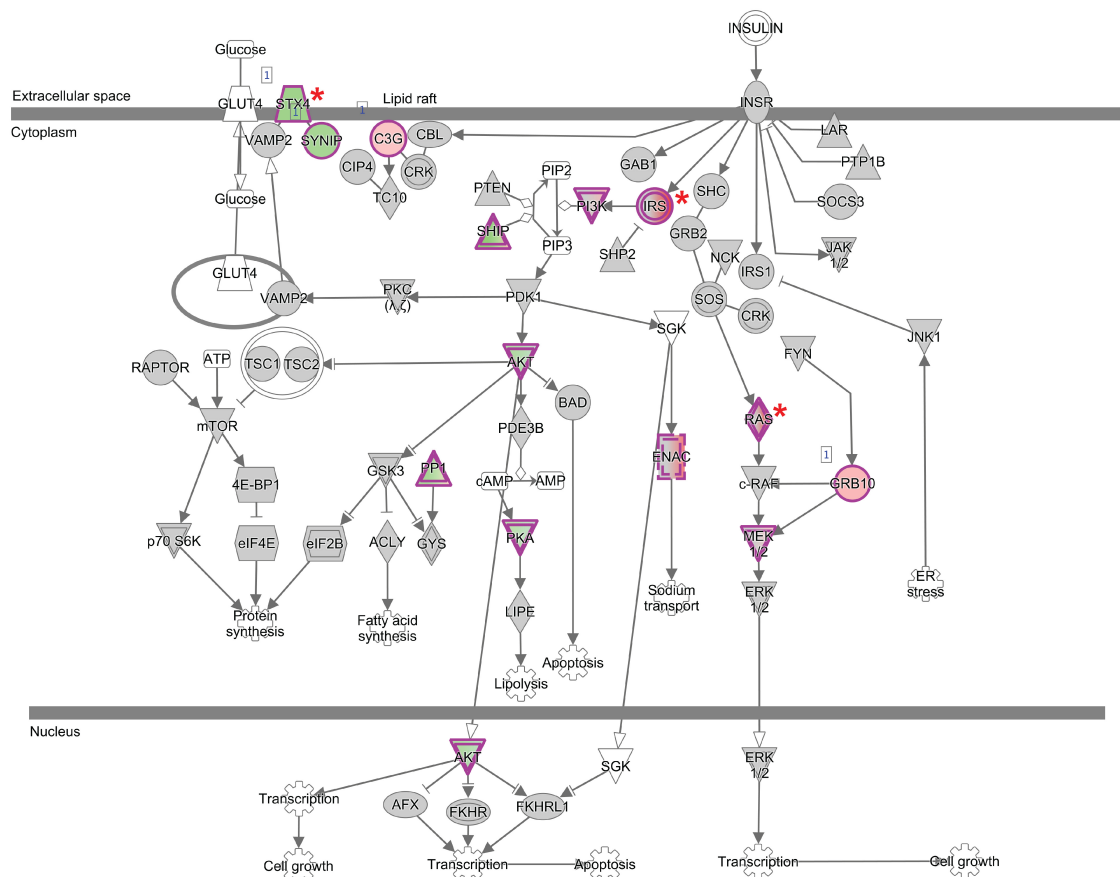 INSULIN
Glucose
1
Extracellular space
GLUT4
STX4
*
1
1
Lipid raft
INSR
Cytoplasm
VAMP2
SYNIP
C3G
CBL
LAR
CIP4
CRK
GAB1
PTP1B
TC10
PTEN
PIP2
PI3K
IRS
*
SHC
SOCS3
Glucose
SHIP
PIP3
SHP2
GRB2
NCK
JAK
1/2
GLUT4
IRS1
VAMP2
PKC
(λ,ζ)
PDK1
SOS
CRK
SGK
JNK1
RAPTOR
ATP
TSC1
TSC2
AKT
FYN
BAD
mTOR
PDE3B
RAS
*
4E-BP1
GSK3
PP1
cAMP
AMP
ENAC
1
c-RAF
GRB10
p70 S6K
eIF4E
eIF2B
ACLY
GYS
PKA
MEK
1/2
ER
stress
Protein
synthesis
Fatty acid
synthesis
LIPE
Sodium
transport
ERK
1/2
Lipolysis
Apoptosis
Nucleus
AKT
SGK
ERK
1/2
Transcription
AFX
FKHR
FKHRL1
Cell growth
Transcription
Apoptosis
Transcription
Cell growth